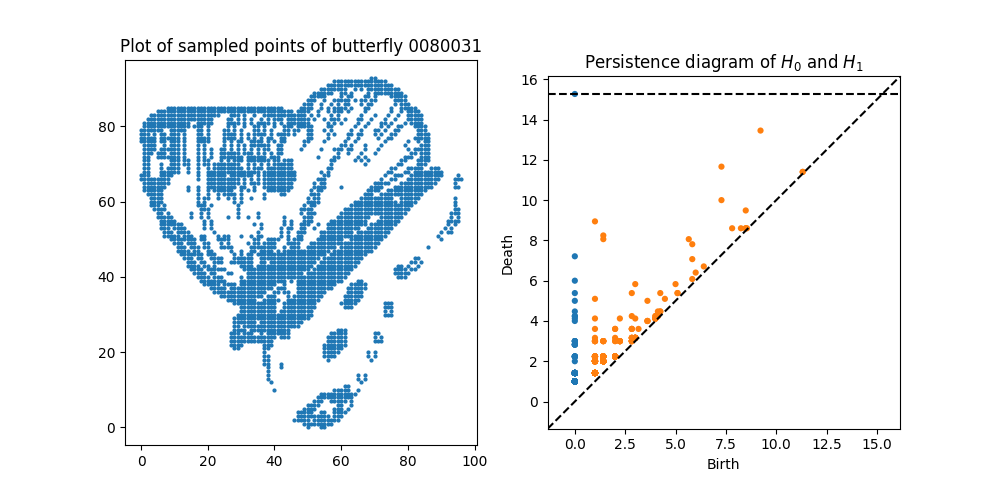 Plot of sampled points of butterfly 0080031
80
60
40
20
0
0 20 40 60 80 100
Persistence diagram of H₀ and H₁
16
14
12
10
8
6
4
2
0
Death
0.0 2.5 5.0 7.5 10.0 12.5 15.0
Birth